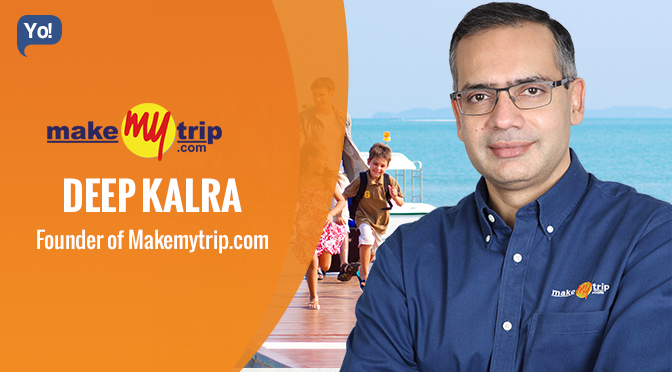 Yo!
make my trip
.com
DEEP KALRA
Founder of Makemytrip.com
make my trip
.com